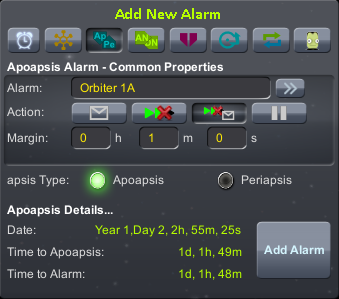 Add New Alarm
Ap
Pe
AN
DN
Apoapsis Alarm - Common Properties
Alarm: Orbiter 1A
Action:
Margin: 0 h 1 m 0 s
apsis Type: Apoapsis Periapsis
Apoapsis Details...
Date: Year 1,Day 2, 2h, 55m, 25s
Time to Apoapsis: 1d, 1h, 49m
Add Alarm
Time to Alarm: 1d, 1h, 48m